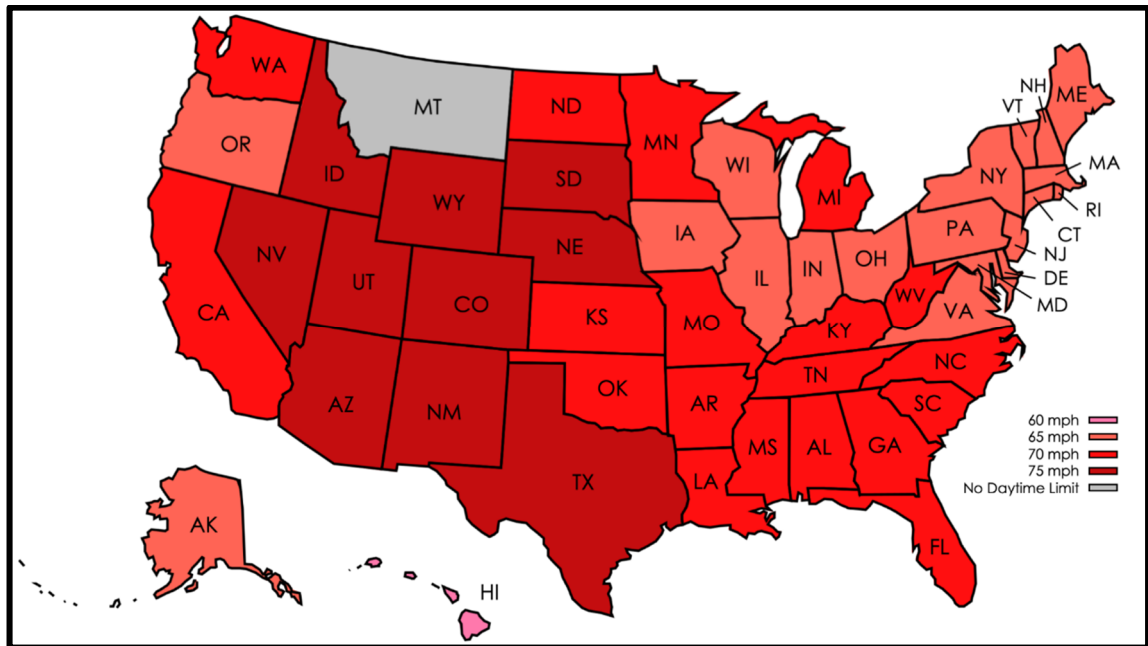 WA
MT
ND
MN
OR
ID
WY
SD
WI
MI
NH
ME
VT
NY
MA
RI
CT
NJ
DE
MD
PA
NV
UT
CO
NE
IA
IL
IN
OH
WV
VA
CA
KS
MO
KY
AZ
NM
OK
AR
TN
NC
SC
TX
LA
MS
AL
GA
FL
AK
HI
60 mph
65 mph
70 mph
75 mph
No Daytime Limit